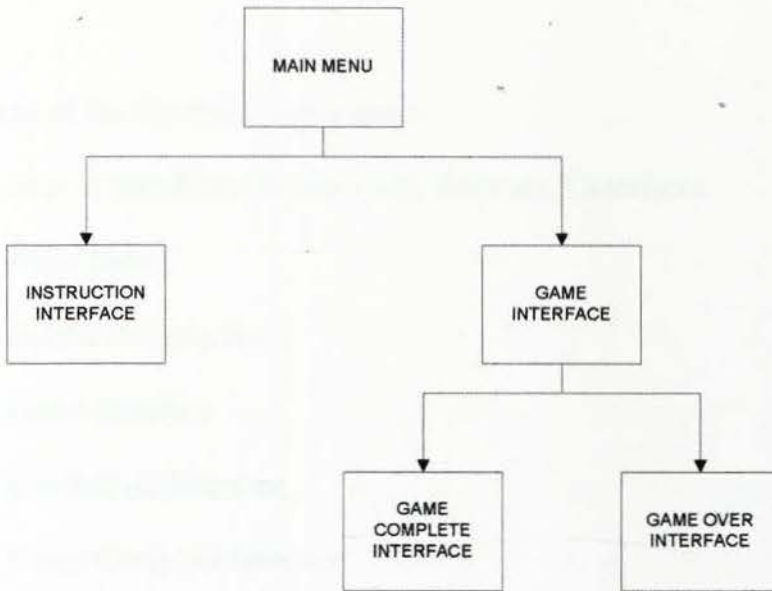 MAIN MENU
INSTRUCTION
INTERFACE
GAME
INTERFACE
GAME
COMPLETE
INTERFACE
GAME OVER
INTERFACE